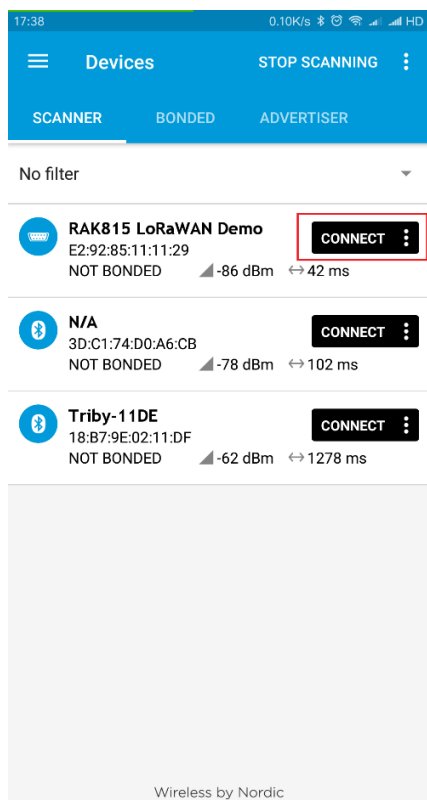 17:38 0.10K/s HD
Devices STOP SCANNING
SCANNER BONDED ADVERTISER
No filter
RAK815 LoRaWAN Demo
E2:92:85:11:11:29
CONNECT
NOT BONDED -86 dBm 42 ms
N/A
3D:C1:74:D0:A6:CB
CONNECT
NOT BONDED -78 dBm 102 ms
Triby-11DE
18:B7:9E:02:11:DF
CONNECT
NOT BONDED -62 dBm 1278 ms
Wireless by Nordic